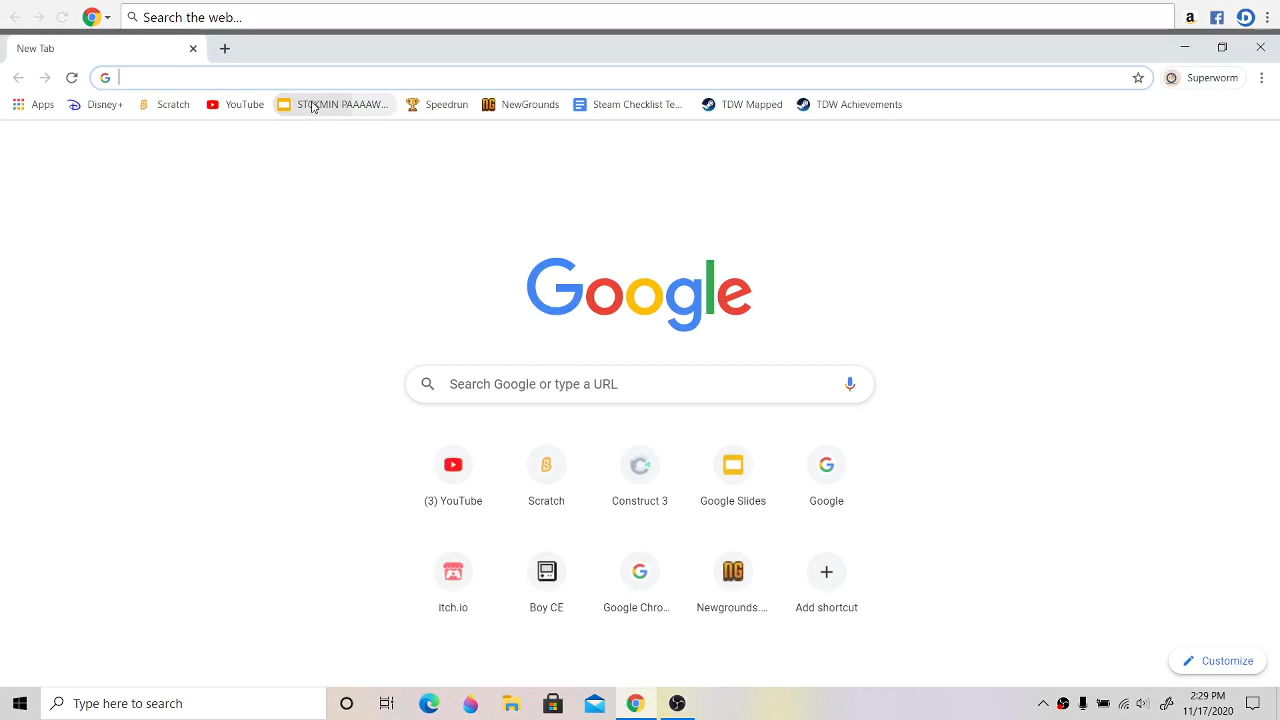 Search the web...
New Tab
Superworm
Apps Disney+ Scratch YouTube STICKMIN PAAAAW... Speedrun NewGrounds Steam Checklist Te... TDW Mapped TDW Achievements
Google
Search Google or type a URL
(3) YouTube Scratch Construct 3 Google Slides Google
itch.io Boy CE Google Chro... Newgrounds.... Add shortcut
Customize
Type here to search
2:29 PM
11/17/2020